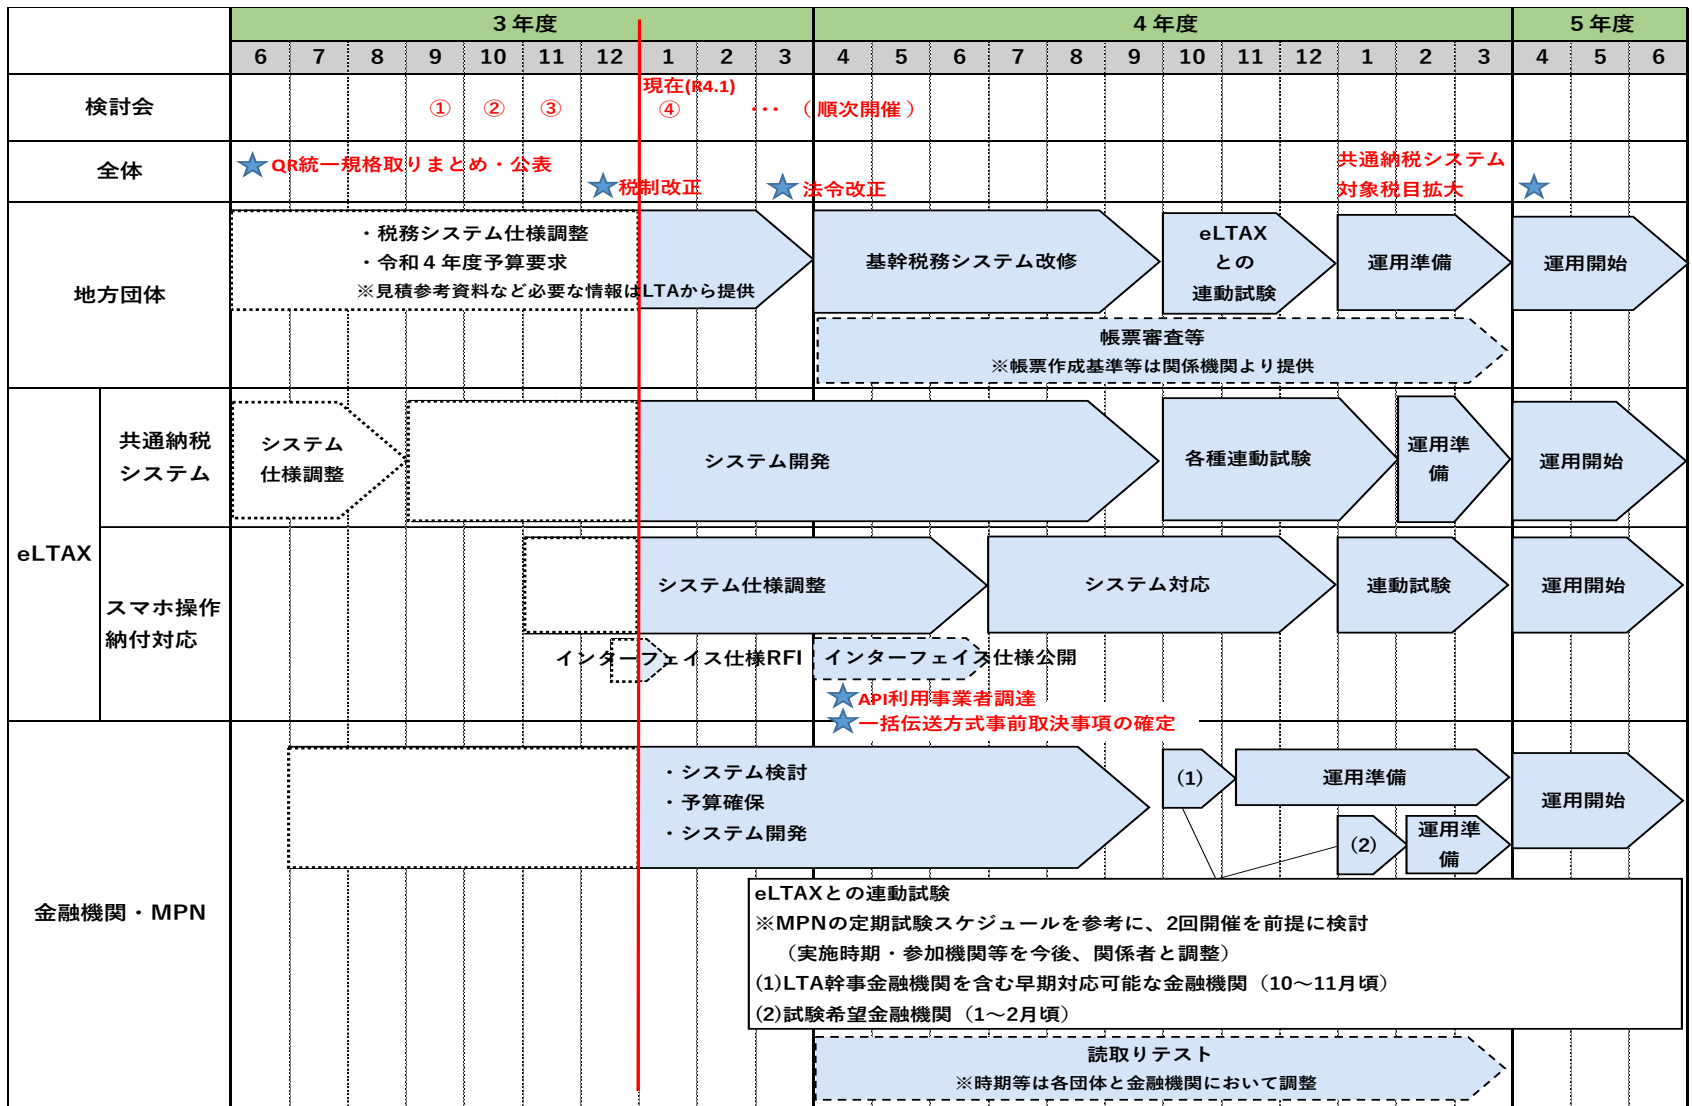 ３年度
４年度
５年度
6 7 8 9 10 11 12 1 2 3 4 5 6 7 8 9 10 11 12 1 2 3 4 5 6
検討会
現在(R4.1)
① ② ③ ④ ･･･ （順次開催）
全体
QR統一規格取りまとめ・公表
税制改正
法令改正
共通納税システム
対象税目拡大
地方団体
・税務システム仕様調整
・令和４年度予算要求
※見積参考資料など必要な情報はLTAから提供
基幹税務システム改修
eLTAX
との
連動試験
運用準備
運用開始
帳票審査等
※帳票作成基準等は関係機関より提供
eLTAX
共通納税
システム
システム
仕様調整
システム開発
各種連動試験
運用準
備
運用開始
スマホ操作
納付対応
システム仕様調整
システム対応
連動試験
運用開始
インターフェイス仕様RFI
インターフェイス仕様公開
API利用事業者調達
一括伝送方式事前取決事項の確定
金融機関・MPN
・システム検討
・予算確保
・システム開発
(1)
運用準備
(2)
運用準
備
運用開始
eLTAXとの連動試験
※MPNの定期試験スケジュールを参考に、2回開催を前提に検討
（実施時期・参加機関等を今後、関係者と調整）
(1)LTA幹事金融機関を含む早期対応可能な金融機関（10～11月頃）
(2)試験希望金融機関（1～2月頃）
読取りテスト
※時期等は各団体と金融機関において調整